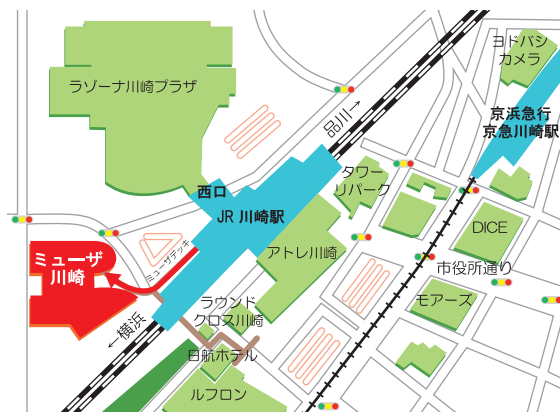 ヨドバシ
カメラ
ラゾーナ川崎プラザ
京浜急行
京急川崎駅
品川→
タワー
リパーク
西口
JR 川崎駅
DICE
ミューザ
川崎
ミューザデッキ
アトレ川崎
市役所通り
モアーズ
ラウンド
クロス川崎
←横浜
日航ホテル
ルフロン